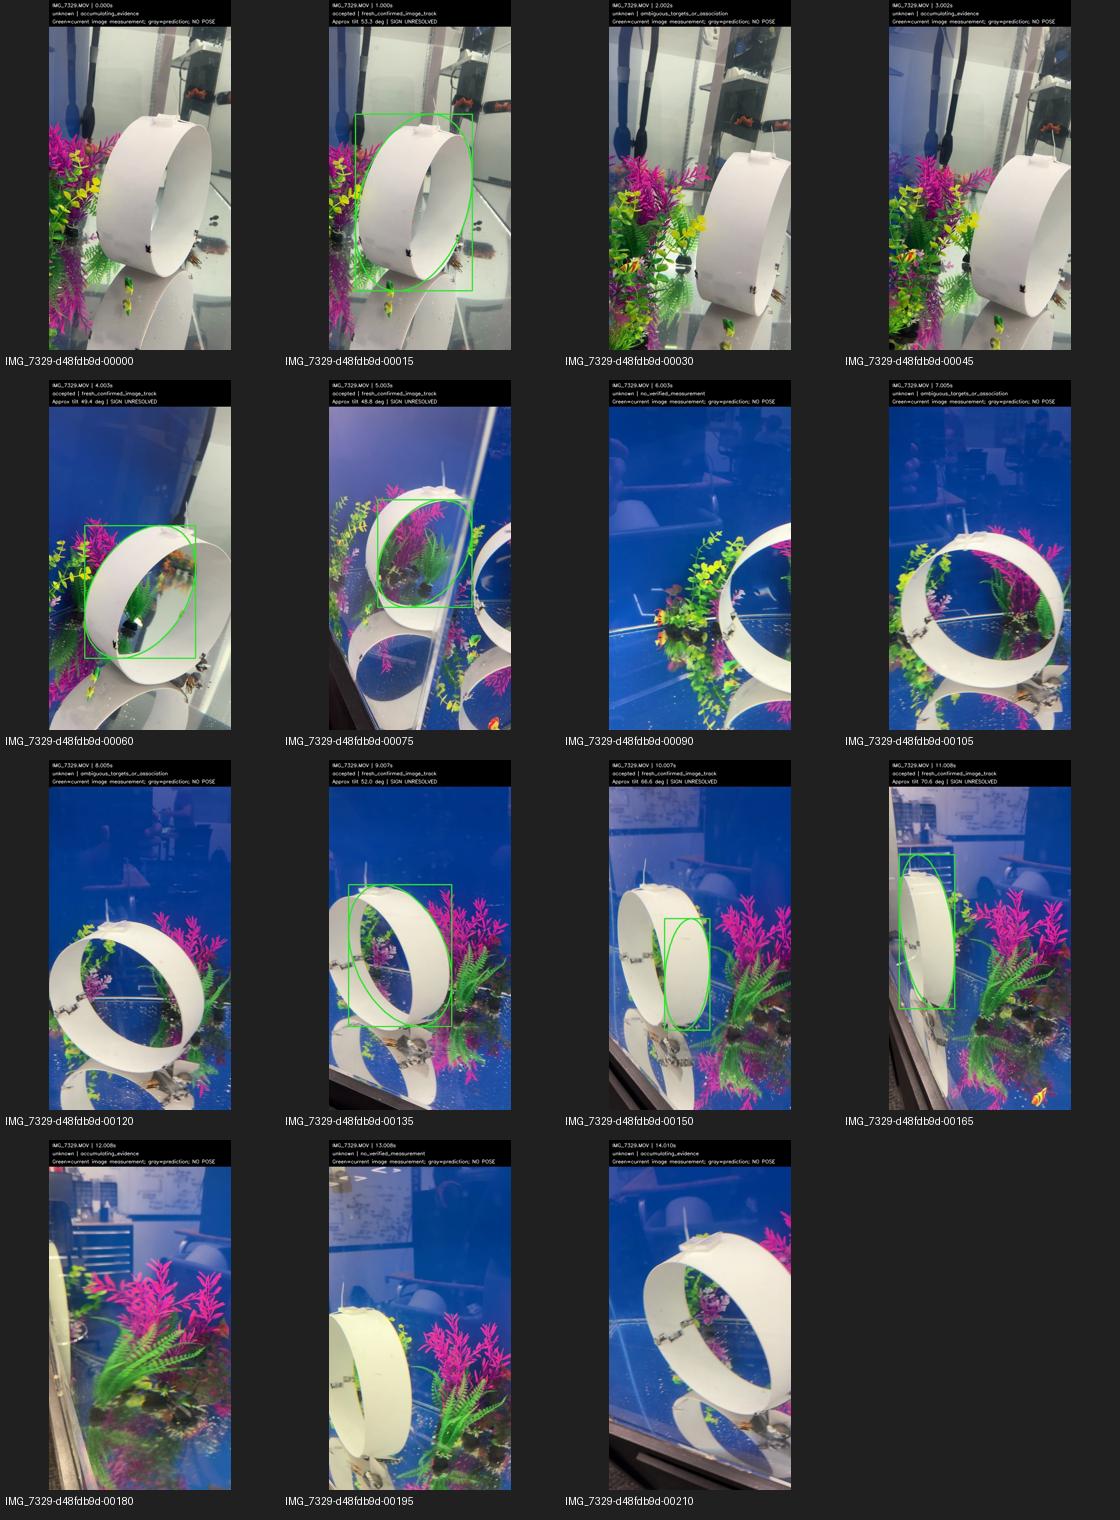 IMG_7329.MOV | 0.000s
unknown | accumulating_evidence
Green=current image measurement; gray=prediction; NO POSE
IMG_7329-d48fdb9d-00000
IMG_7329.MOV | 1.000s
accepted | fresh_confirmed_image_track
Approx tilt 53.3 deg | SIGN UNRESOLVED
IMG_7329-d48fdb9d-00015
IMG_7329.MOV | 2.002s
unknown | ambiguous_targets_or_association
Green=current image measurement; gray=prediction; NO POSE
IMG_7329-d48fdb9d-00030
IMG_7329.MOV | 3.002s
unknown | accumulating_evidence
Green=current image measurement; gray=prediction; NO POSE
IMG_7329-d48fdb9d-00045
IMG_7329.MOV | 4.003s
accepted | fresh_confirmed_image_track
Approx tilt 49.4 deg | SIGN UNRESOLVED
IMG_7329-d48fdb9d-00060
IMG_7329.MOV | 5.003s
accepted | fresh_confirmed_image_track
Approx tilt 48.8 deg | SIGN UNRESOLVED
IMG_7329-d48fdb9d-00075
IMG_7329.MOV | 6.003s
unknown | no_verified_measurement
Green=current image measurement; gray=prediction; NO POSE
IMG_7329-d48fdb9d-00090
IMG_7329.MOV | 7.005s
unknown | ambiguous_targets_or_association
Green=current image measurement; gray=prediction; NO POSE
IMG_7329-d48fdb9d-00105
IMG_7329.MOV | 8.005s
unknown | ambiguous_targets_or_association
Green=current image measurement; gray=prediction; NO POSE
IMG_7329-d48fdb9d-00120
IMG_7329.MOV | 9.007s
accepted | fresh_confirmed_image_track
Approx tilt 52.0 deg | SIGN UNRESOLVED
IMG_7329-d48fdb9d-00135
IMG_7329.MOV | 10.007s
accepted | fresh_confirmed_image_track
Approx tilt 66.6 deg | SIGN UNRESOLVED
IMG_7329-d48fdb9d-00150
IMG_7329.MOV | 11.008s
accepted | fresh_confirmed_image_track
Approx tilt 70.6 deg | SIGN UNRESOLVED
IMG_7329-d48fdb9d-00165
IMG_7329.MOV | 12.008s
unknown | accumulating_evidence
Green=current image measurement; gray=prediction; NO POSE
IMG_7329-d48fdb9d-00180
IMG_7329.MOV | 13.008s
unknown | no_verified_measurement
Green=current image measurement; gray=prediction; NO POSE
IMG_7329-d48fdb9d-00195
IMG_7329.MOV | 14.010s
unknown | accumulating_evidence
Green=current image measurement; gray=prediction; NO POSE
IMG_7329-d48fdb9d-00210